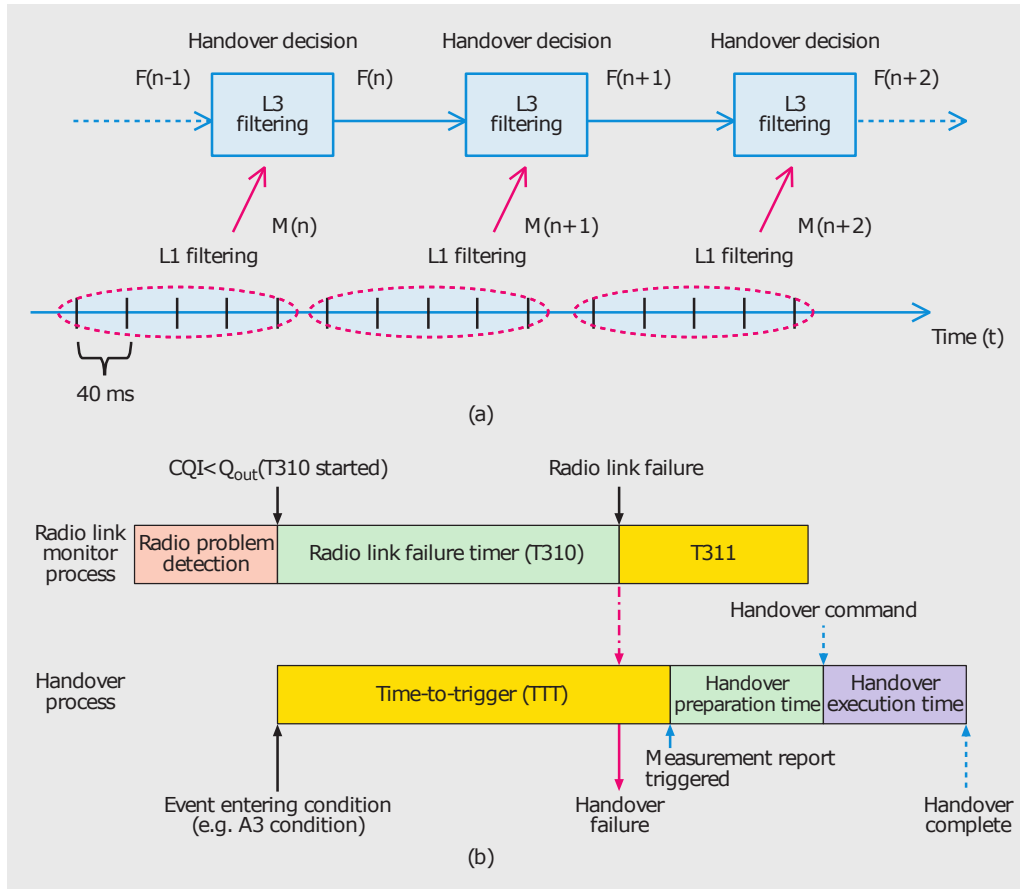 Handover decision
Handover decision
Handover decision
F(n-1)
F(n)
F(n+1)
F(n+2)
L3
filtering
L3
filtering
L3
filtering
M(n)
M(n+1)
M(n+2)
L1 filtering
L1 filtering
L1 filtering
Time (t)
40 ms
(a)
CQI<Qout(T310 started)
Radio link failure
Radio link
monitor
process
Radio problem
detection
Radio link failure timer (T310)
T311
Handover command
Handover
process
Time-to-trigger (TTT)
Handover
preparation time
Handover
execution time
Measurement report
triggered
Event entering condition
(e.g. A3 condition)
Handover
failure
Handover
complete
(b)